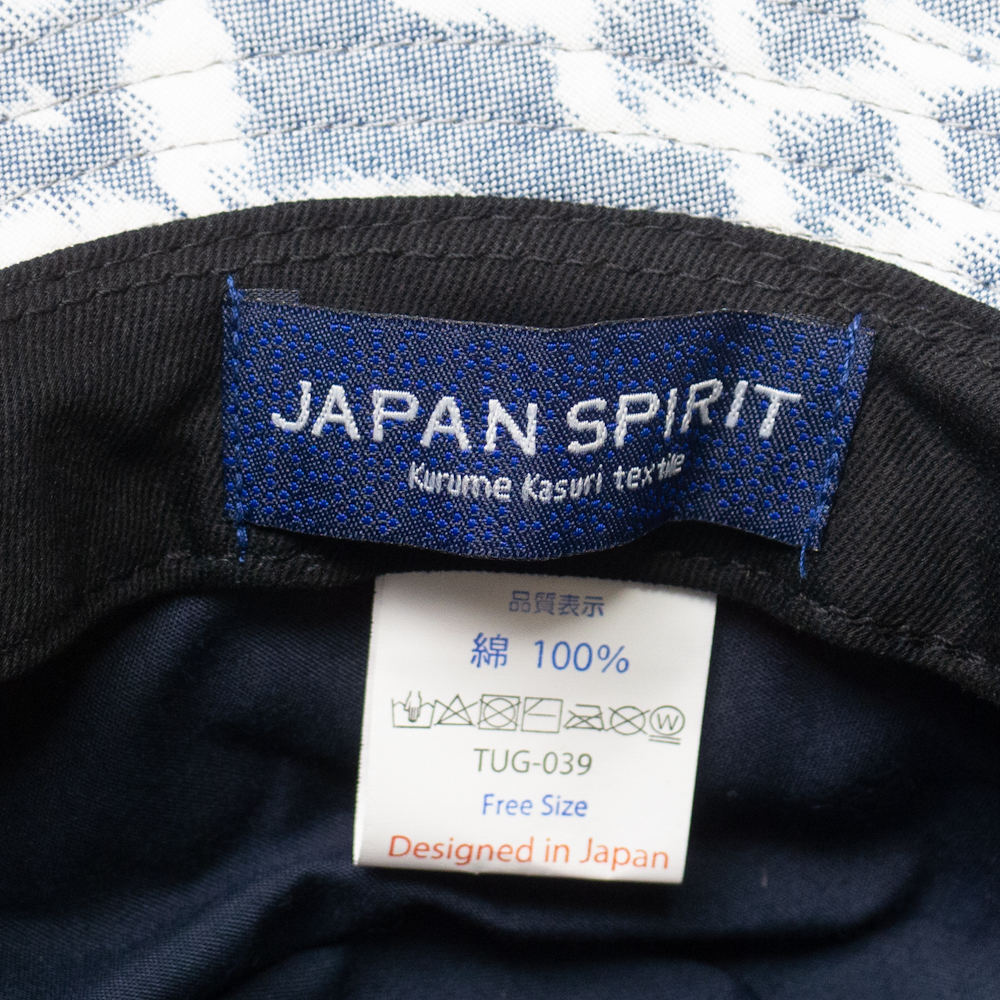 JAPAN SPIRIT
Kurume Kasuri textile
品質表示
綿 100%
W
TUG-039
Free Size
Designed in Japan